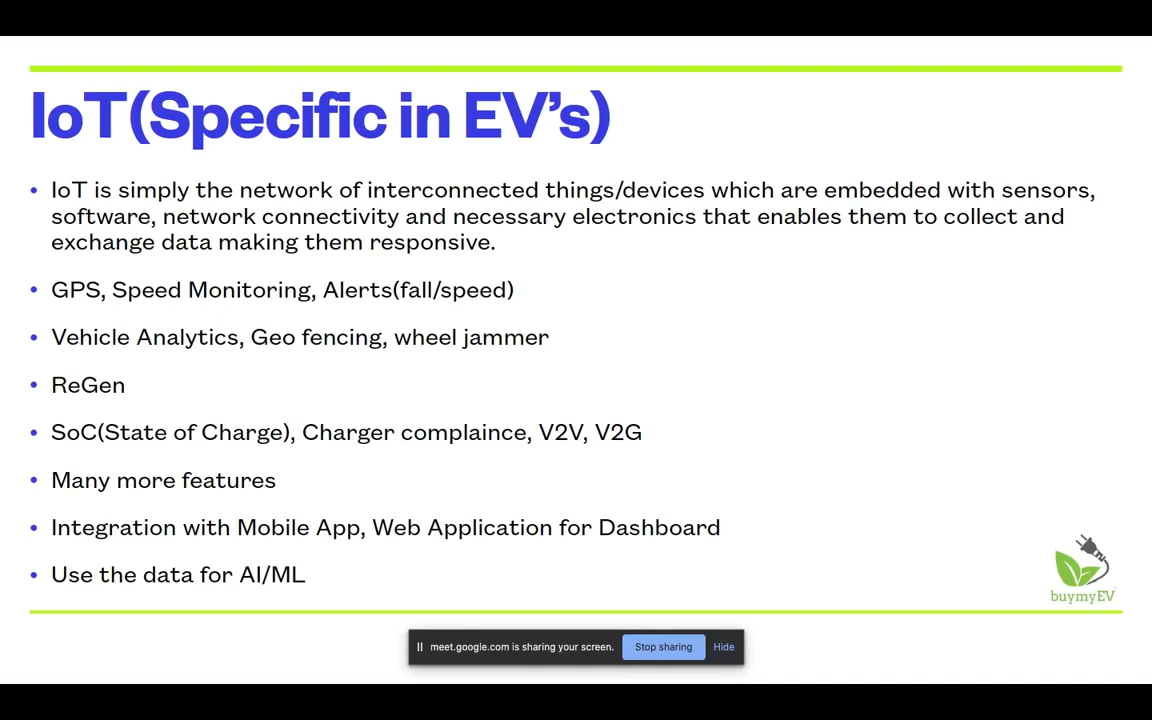 IoT(Specific in EV’s)
• IoT is simply the network of interconnected things/devices which are embedded with sensors,
software, network connectivity and necessary electronics that enables them to collect and
exchange data making them responsive.
• GPS, Speed Monitoring, Alerts(fall/speed)
• Vehicle Analytics, Geo fencing, wheel jammer
• ReGen
• SoC(State of Charge), Charger complaince, V2V, V2G
• Many more features
• Integration with Mobile App, Web Application for Dashboard
• Use the data for AI/ML
buymyEV
meet.google.com is sharing your screen. Stop sharing Hide